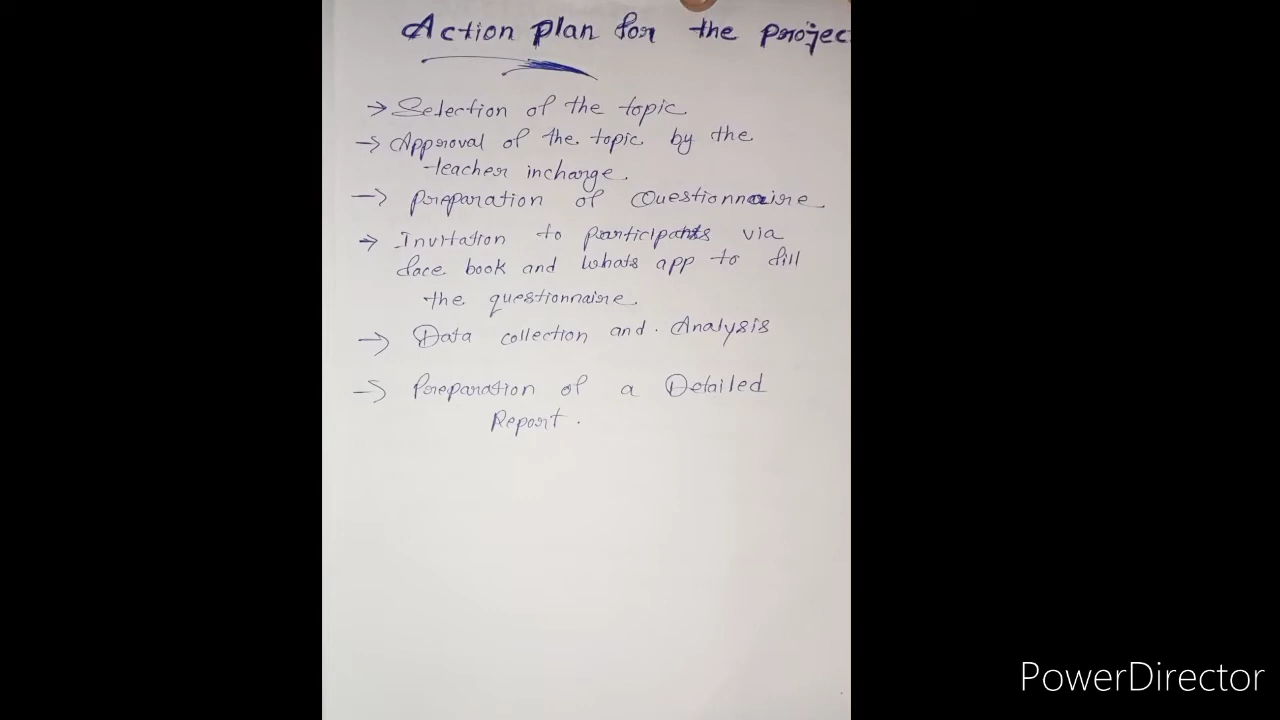 Action plan for the projec
→ Selection of the topic
→ Approval of the topic by the
teacher incharge.
→ Preparation of Questionnaire
→ Invitation to participants via
face book and whats app to fill
the questionnaire.
→ Data collection and Analysis
→ Preparation of a Detailed
Report.
PowerDirector